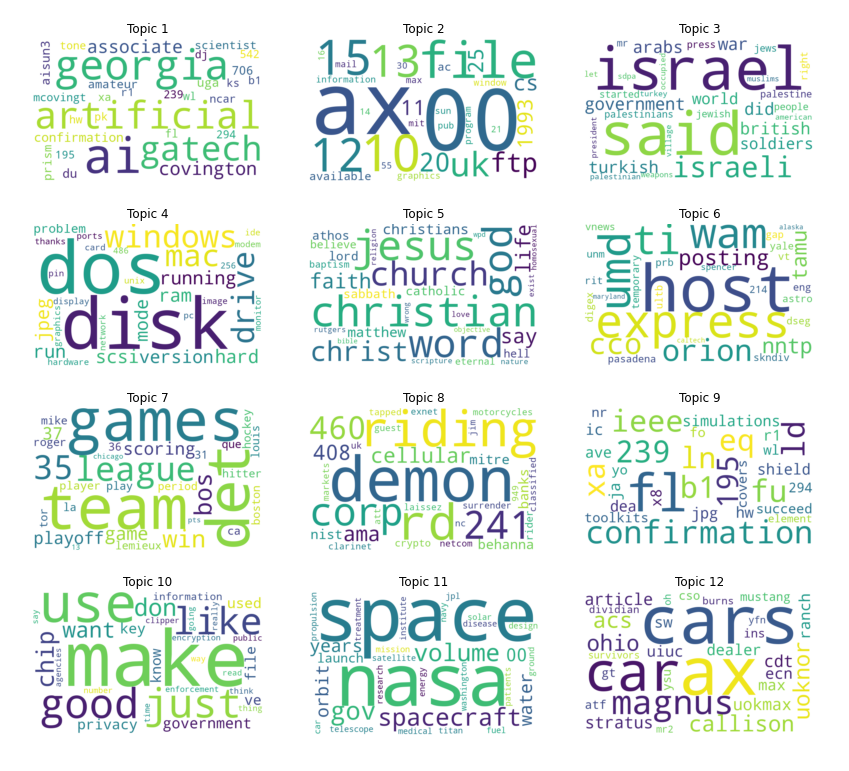 Topic 1
aisun3 tone associate scientist
dj 542
georgia
amateur uga ks 706 b1
mcovingt xa r1 239 wl ncar
artificial
hw pk
confirmation fl 294
prism 195 ai gatech
du covington
Topic 2
16 15 mail 30 13 file
information max ac 25 window cs
ax 00
14 11 sun program 1993
mit pub 21
12 10 55 20 uk ftp
available graphics
Topic 3
mr arabs press war jews right
israel
let sdpa occupied muslims
started turkey palestine
government world did people
palestinians jewish american
president said british
village soldiers
turkish israeli
palestinian weapons
Topic 4
problem windows ide
thanks ports card 486 mac modem
dos 256 drive
pin unix running
display ram image
jpeg graphics disk mode pc monitor
network
run scsi version hard
hardware
Topic 5
athos religion christians wpd god life homosexual
believe jesus
lord
baptism church
faith exist
sabbath catholic
christian
love
rutgers matthew wrong objective say
christ word
bible hell
scripture eternal nature
Topic 6
vnews umd ti wam alaska
gap yale tamu
unm temporary prb posting vt
spencer
rit host 214 eng
digex maryland astro
express
ultb dseg
cco caltech nntp
orion
pasadena skndiv
Topic 7
mike games
37 hockey
roger 36 scoring que louis
chicago 31
35 league det
hitter
player play period bos
team boston
tor la pts
playoff game win ca
13 lemieux
Topic 8
tapped exnet motorcycles
460 guest riding jim
408 uk cellular mitre
markets demon banks classified
949
corp laissez surrender
att rd 241 rider
nist ama nc
crypto netcom
clarinet behanna
Topic 9
nr ieee simulations
ic fo eq r1 ld
ave 239 ln wl
xa yo shield
ja fl 195 covers 294
x8 b1 fu
dea jpg hw succeed
toolkits element
confirmation
Topic 10
say use don information like used
clipper going really
want key public
chip encryption
agencies make know file
way
read
number enforcement think
good just ve
time thing
privacy government
Topic 11
propulsion treatment institute navy jpl
space solar
disease design
years mission volume 00
launch satellite ground
orbit nasa
research energy washington patients water
gov spacecraft
car telescope medical titan fuel
Topic 12
article cso oh burns mustang
dividian sw cars yfn ranch
acs ins
ohio uiuc dealer
survivors car ax cdt
gt ysu ecn uoknor
magnus max
atf uokmax
stratus mr2 callison